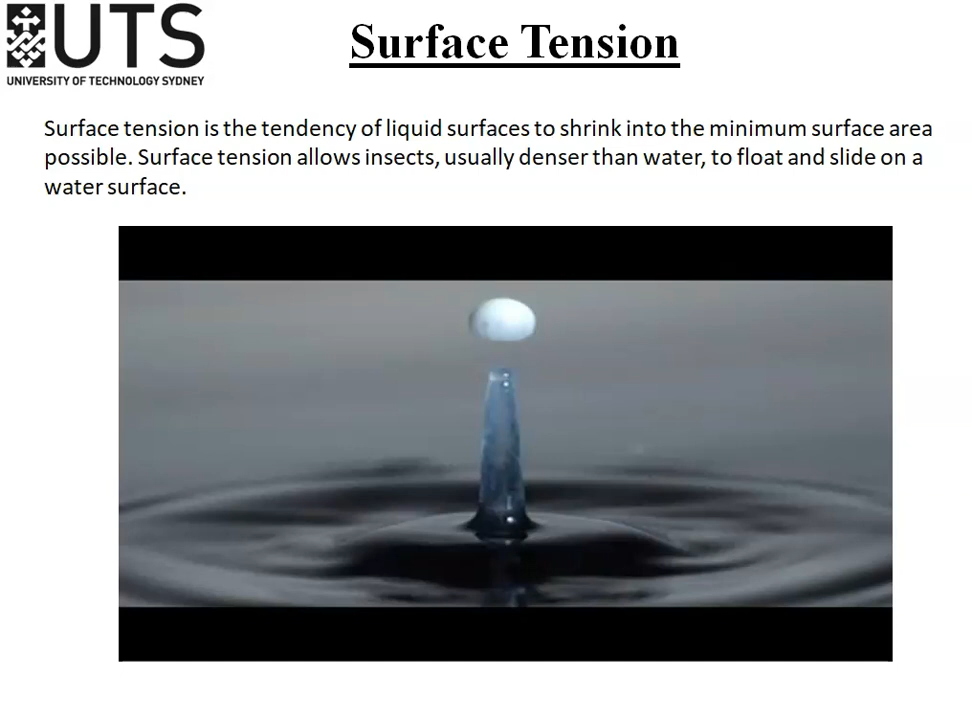 UTS
UNIVERSITY OF TECHNOLOGY SYDNEY
Surface Tension
Surface tension is the tendency of liquid surfaces to shrink into the minimum surface area
possible. Surface tension allows insects, usually denser than water, to float and slide on a
water surface.